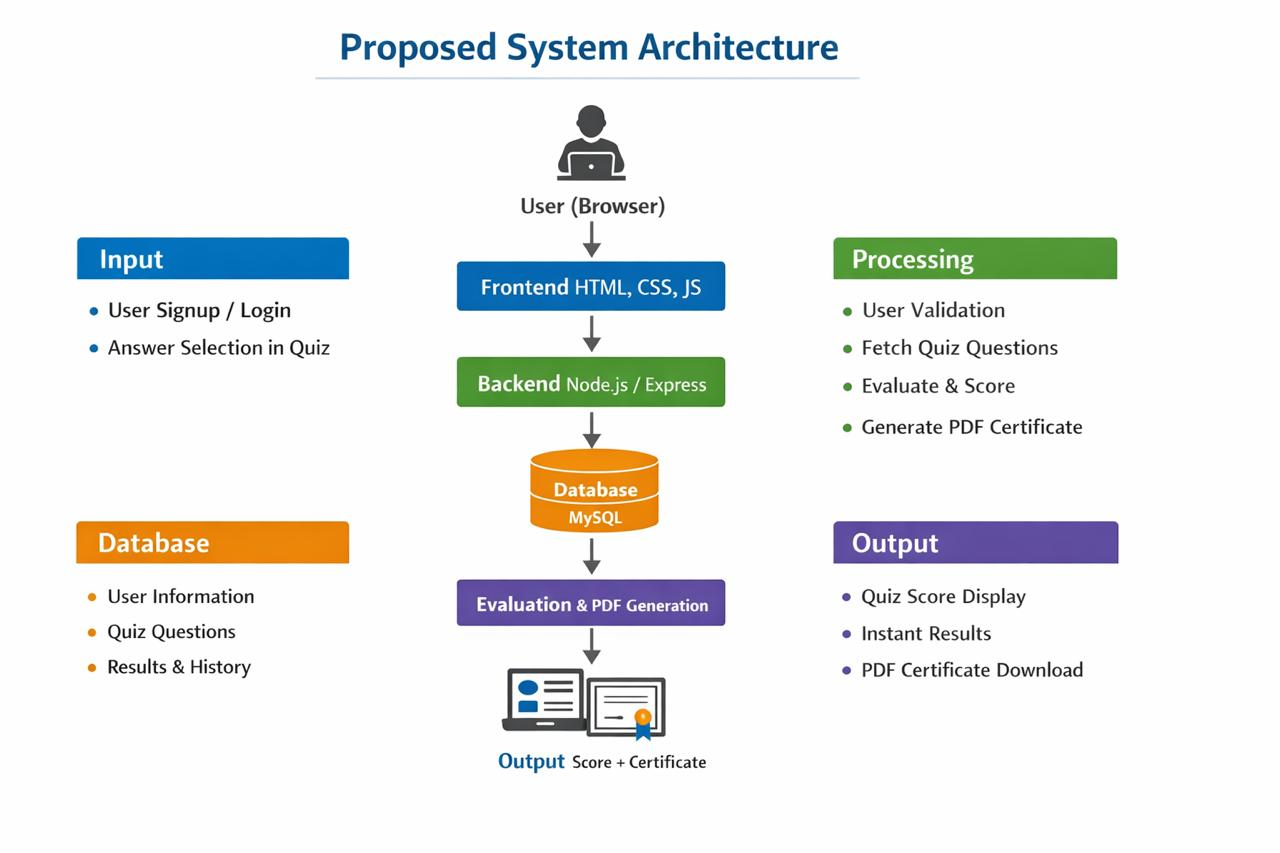 Proposed System Architecture
User (Browser)
Frontend HTML, CSS, JS
Backend Node.js / Express
Database
MySQL
Evaluation & PDF Generation
Output Score + Certificate
Input
User Signup / Login
Answer Selection in Quiz
Database
User Information
Quiz Questions
Results & History
Processing
User Validation
Fetch Quiz Questions
Evaluate & Score
Generate PDF Certificate
Output
Quiz Score Display
Instant Results
PDF Certificate Download